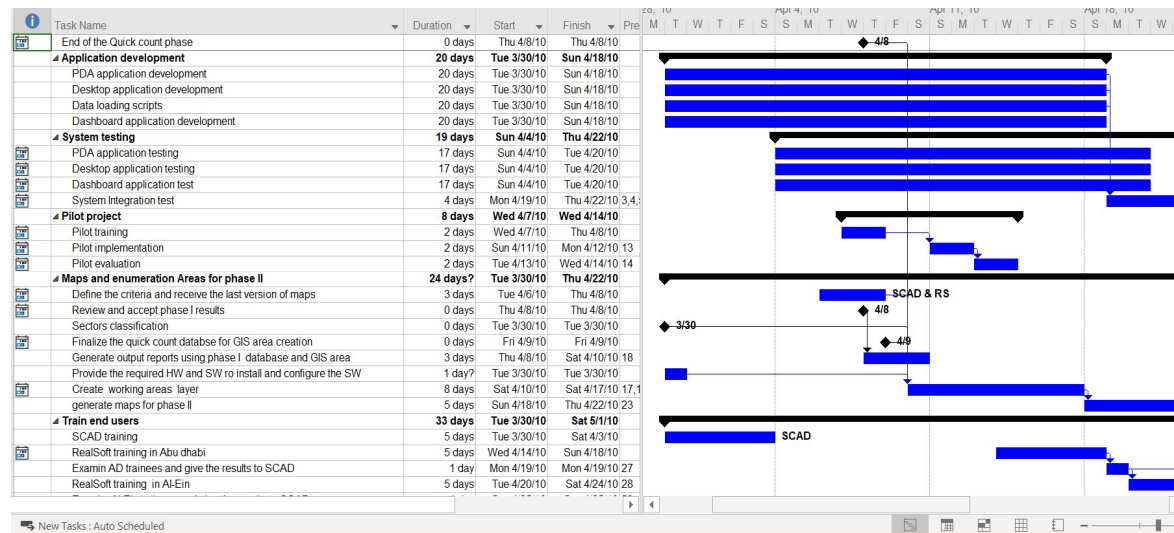 28, '10 Apr 4, '10 Apr 11, '10 Apr 18, '10
Task Name Duration Start Finish Pre M T W T F S S M T W T F S S M T W T F S S M T W
End of the Quick count phase 0 days Thu 4/8/10 Thu 4/8/10 4/8
Application development 20 days Tue 3/30/10 Sun 4/18/10
PDA application development 20 days Tue 3/30/10 Sun 4/18/10
Desktop application development 20 days Tue 3/30/10 Sun 4/18/10
Data loading scripts 20 days Tue 3/30/10 Sun 4/18/10
Dashboard application development 20 days Tue 3/30/10 Sun 4/18/10
System testing 19 days Sun 4/4/10 Thu 4/22/10
PDA application testing 17 days Sun 4/4/10 Tue 4/20/10
Desktop application testing 17 days Sun 4/4/10 Tue 4/20/10
Dashboard application test 17 days Sun 4/4/10 Tue 4/20/10
System Integration test 4 days Mon 4/19/10 Thu 4/22/10 3,4,
Pilot project 8 days Wed 4/7/10 Wed 4/14/10
Pilot training 2 days Wed 4/7/10 Thu 4/8/10
Pilot implementation 2 days Sun 4/11/10 Mon 4/12/10 13
Pilot evaluation 2 days Tue 4/13/10 Wed 4/14/10 14
Maps and enumeration Areas for phase II 24 days? Tue 3/30/10 Thu 4/22/10
Define the criteria and receive the last version of maps 3 days Tue 4/6/10 Thu 4/8/10 SCAD & RS
Review and accept phase I results 0 days Thu 4/8/10 Thu 4/8/10 4/8
Sectors classification 0 days Tue 3/30/10 Tue 3/30/10 3/30
Finalize the quick count databse for GIS area creation 0 days Fri 4/9/10 Fri 4/9/10 4/9
Generate output reports using phase I database and GIS area 3 days Thu 4/8/10 Sat 4/10/10 18
Provide the required HW and SW ro install and configure the SW 1 day? Tue 3/30/10 Tue 3/30/10
Create working areas layer 8 days Sat 4/10/10 Sat 4/17/10 17,1
generate maps for phase II 5 days Sun 4/18/10 Thu 4/22/10 23
Train end users 33 days Tue 3/30/10 Sat 5/1/10
SCAD training 5 days Tue 3/30/10 Sat 4/3/10 SCAD
RealSoft training in Abu dhabi 5 days Wed 4/14/10 Sun 4/18/10
Examin AD trainees and give the results to SCAD 1 day Mon 4/19/10 Mon 4/19/10 27
RealSoft training in Al-Ein 5 days Tue 4/20/10 Sat 4/24/10 28
New Tasks : Auto Scheduled